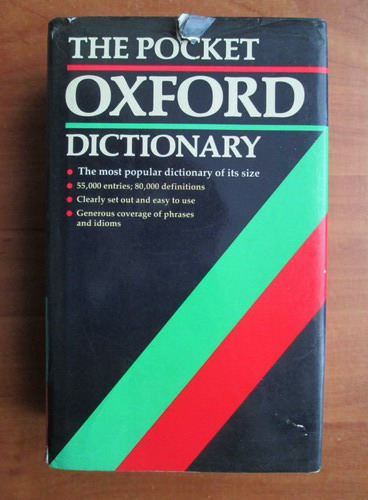 THE POCKET
OXFORD
DICTIONARY
• The most popular dictionary of its size
• 55,000 entries; 80,000 definitions
• Clearly set out and easy to use
• Generous coverage of phrases
and idioms